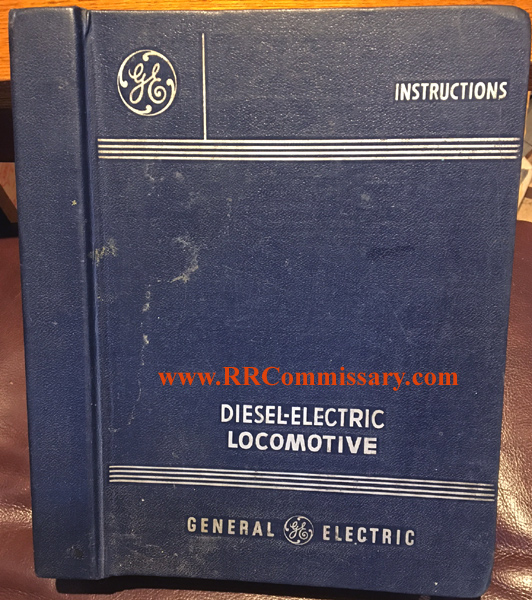 GE
INSTRUCTIONS
www.RRCommissary.com
DIESEL-ELECTRIC
LOCOMOTIVE
GENERAL GE ELECTRIC